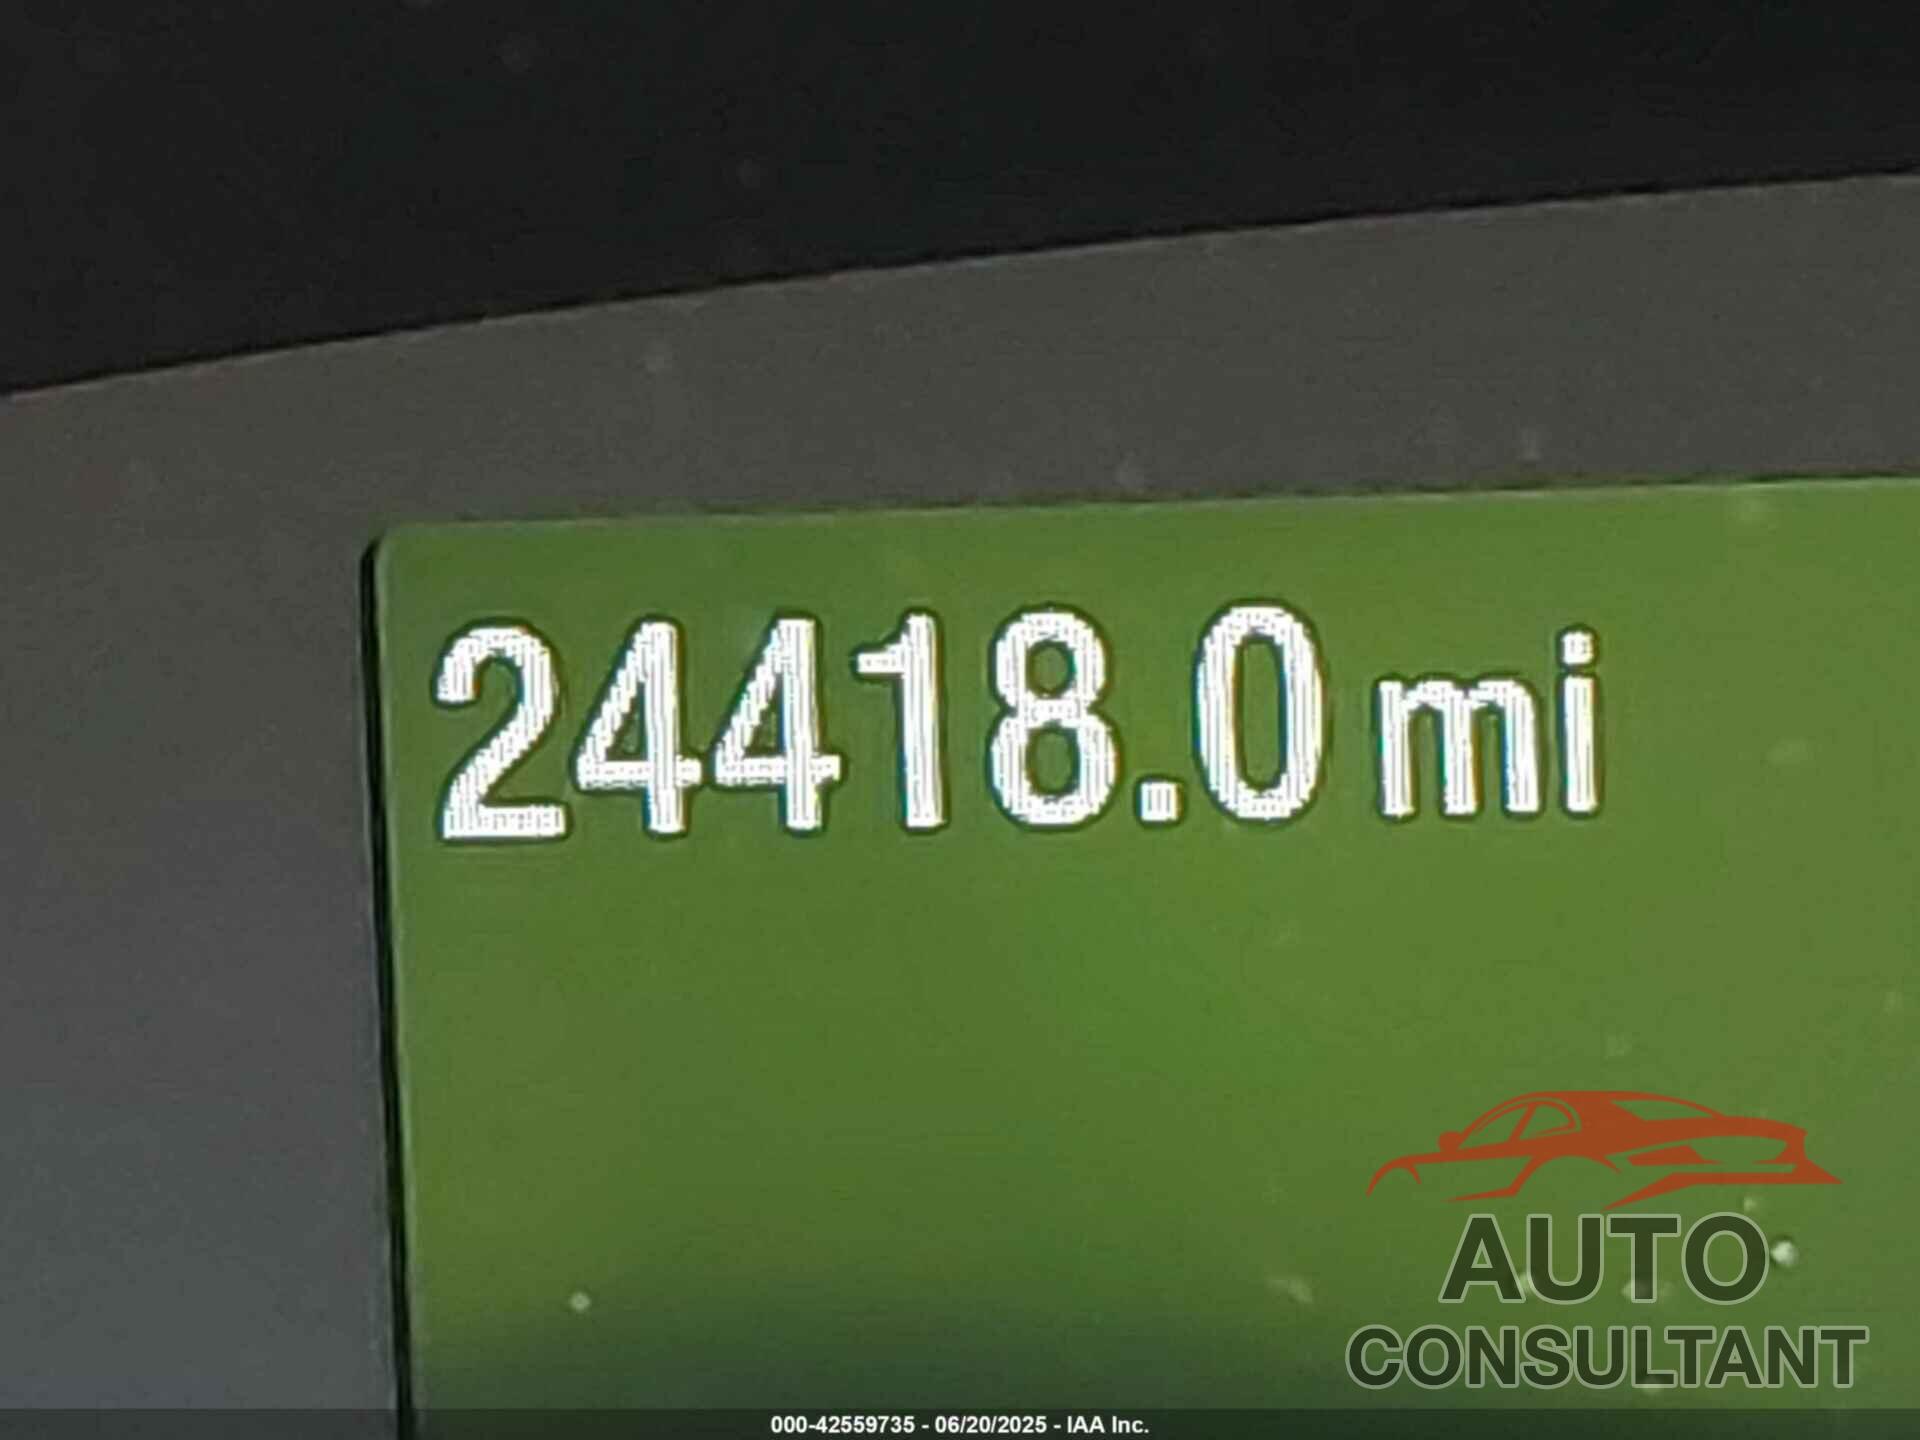 24418.0 mi
AUTO
CONSULTANT
000-42559735 - 06/20/2025 - IAA Inc.